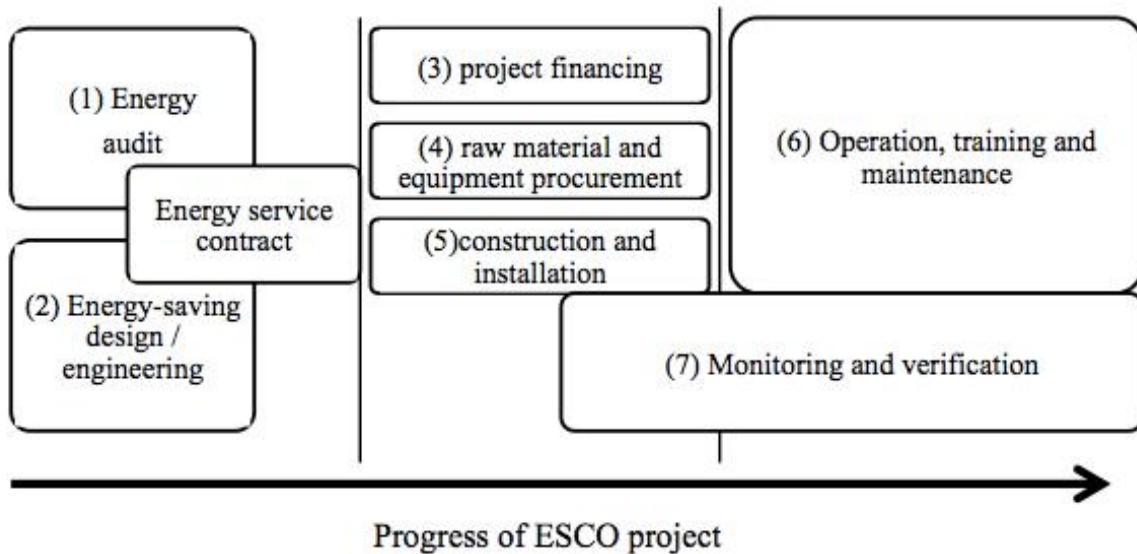 (1) Energy
audit
Energy service
contract
(2) Energy-saving
design /
engineering
(3) project financing
(4) raw material and
equipment procurement
(5)construction and
installation
(6) Operation, training and
maintenance
(7) Monitoring and verification
Progress of ESCO project